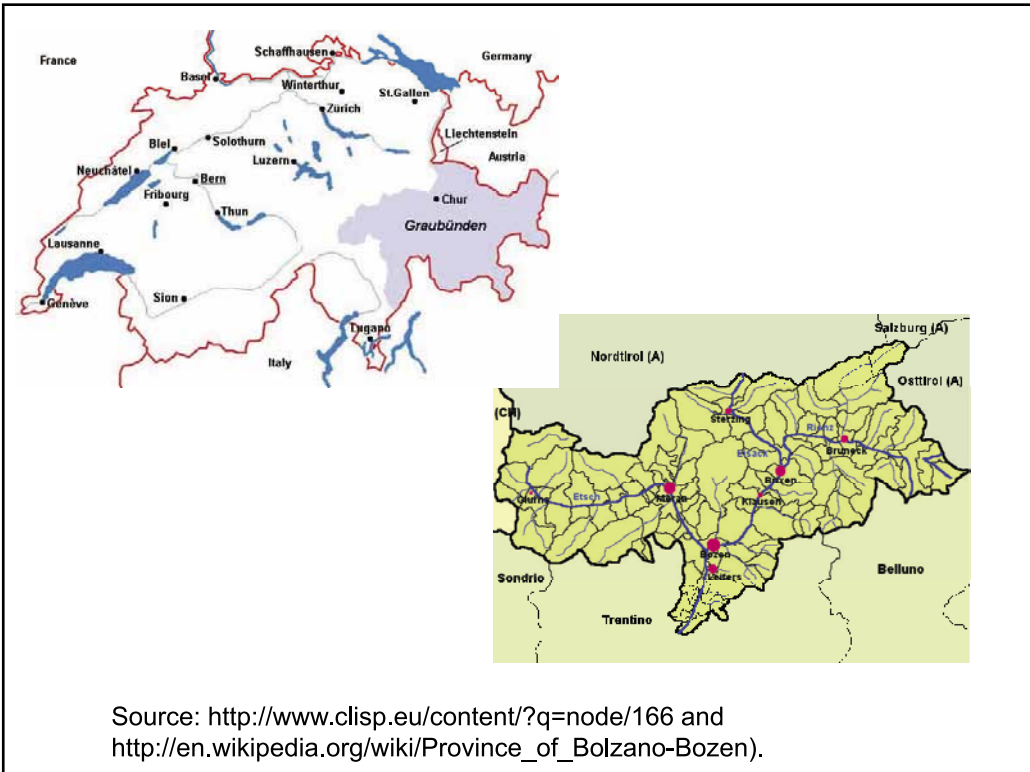 France
Schaffhausen
Germany
Basel
Winterthur
St.Gallen
Zürich
Liechtenstein
Biel
Solothurn
Austria
Luzern
Neuchâtel
Bern
Fribourg
Chur
Thun
Graubünden
Lausanne
Genève
Sion
Lugano
Italy
Salzburg (A)
Nordtirol (A)
Osttirol (A)
(CH)
Sterzing
Rienz
Bruneck
Eisack
Brixen
Glurns
Etsch
Meran
Klausen
Bozen
Leifers
Sondrio
Belluno
Trentino
Source: http://www.clisp.eu/content/?q=node/166 and
http://en.wikipedia.org/wiki/Province_of_Bolzano-Bozen).